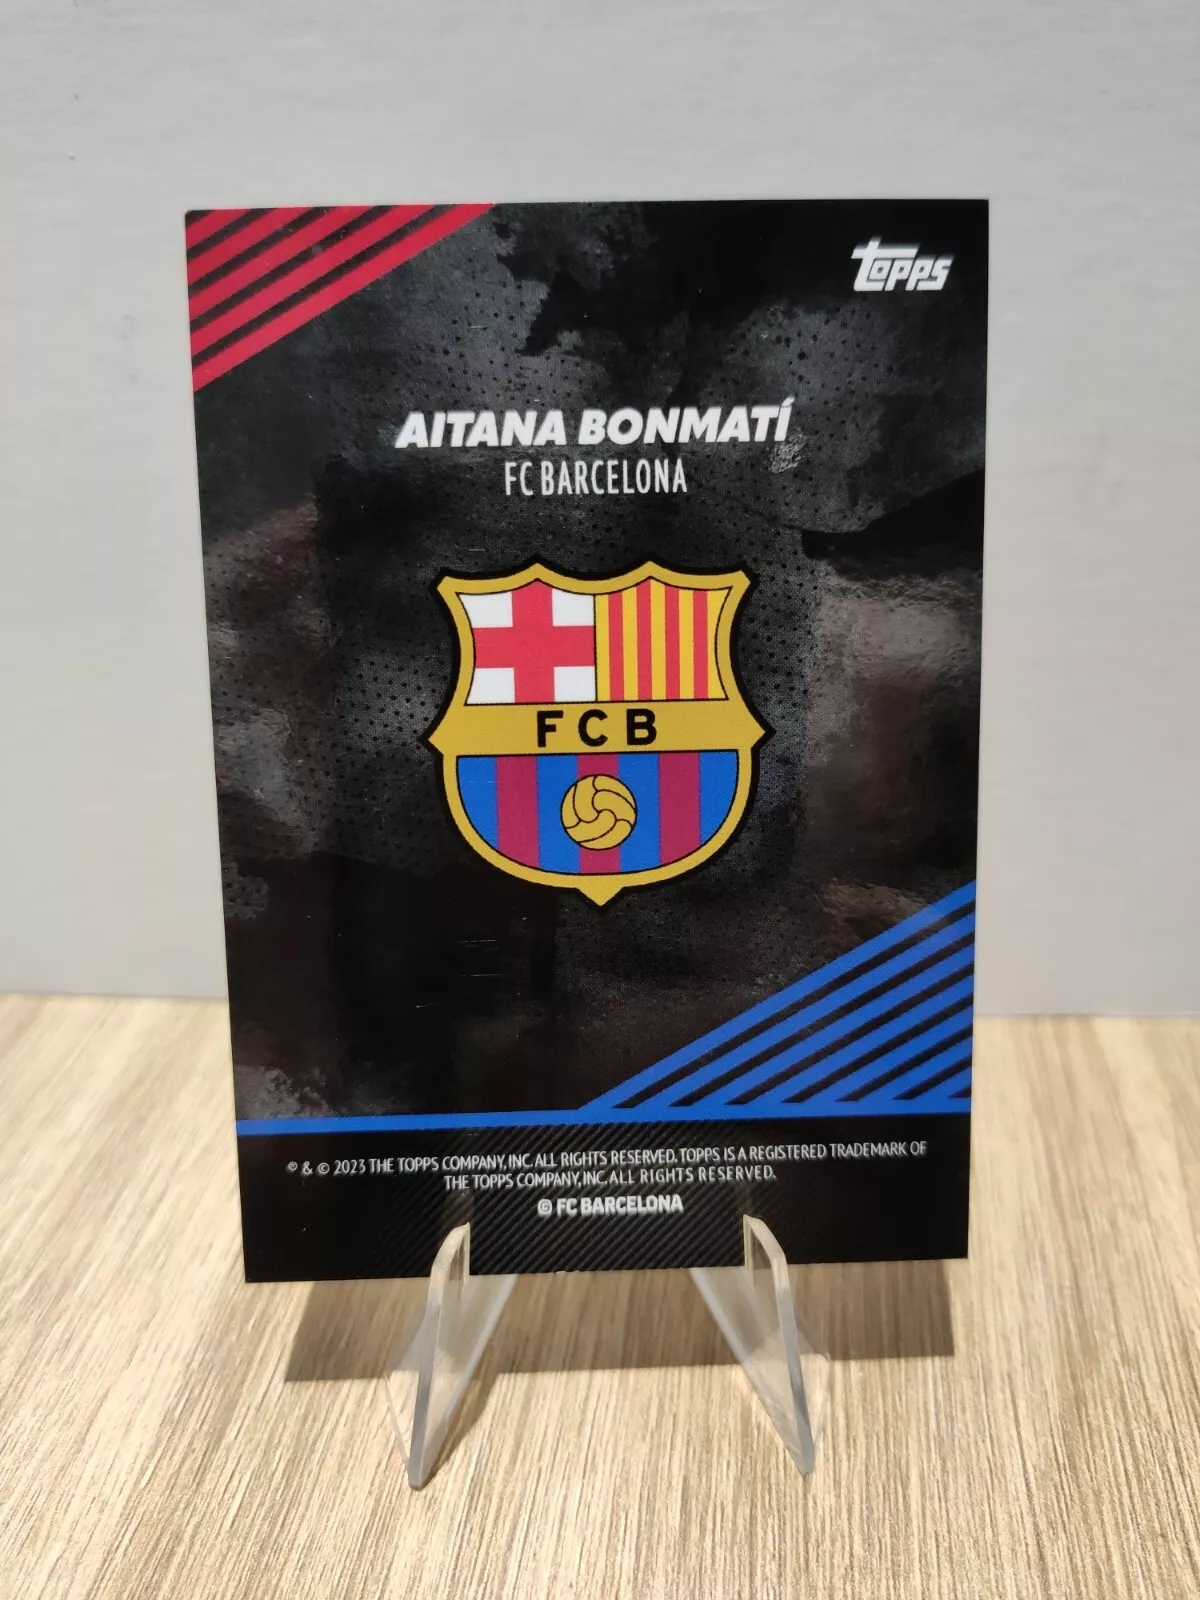 Topps
AITANA BONMATÍ
FC BARCELONA
FCB
® & © 2023 THE TOPPS COMPANY, INC. ALL RIGHTS RESERVED. TOPPS IS A REGISTERED TRADEMARK OF
THE TOPPS COMPANY, INC. ALL RIGHTS RESERVED.
© FC BARCELONA